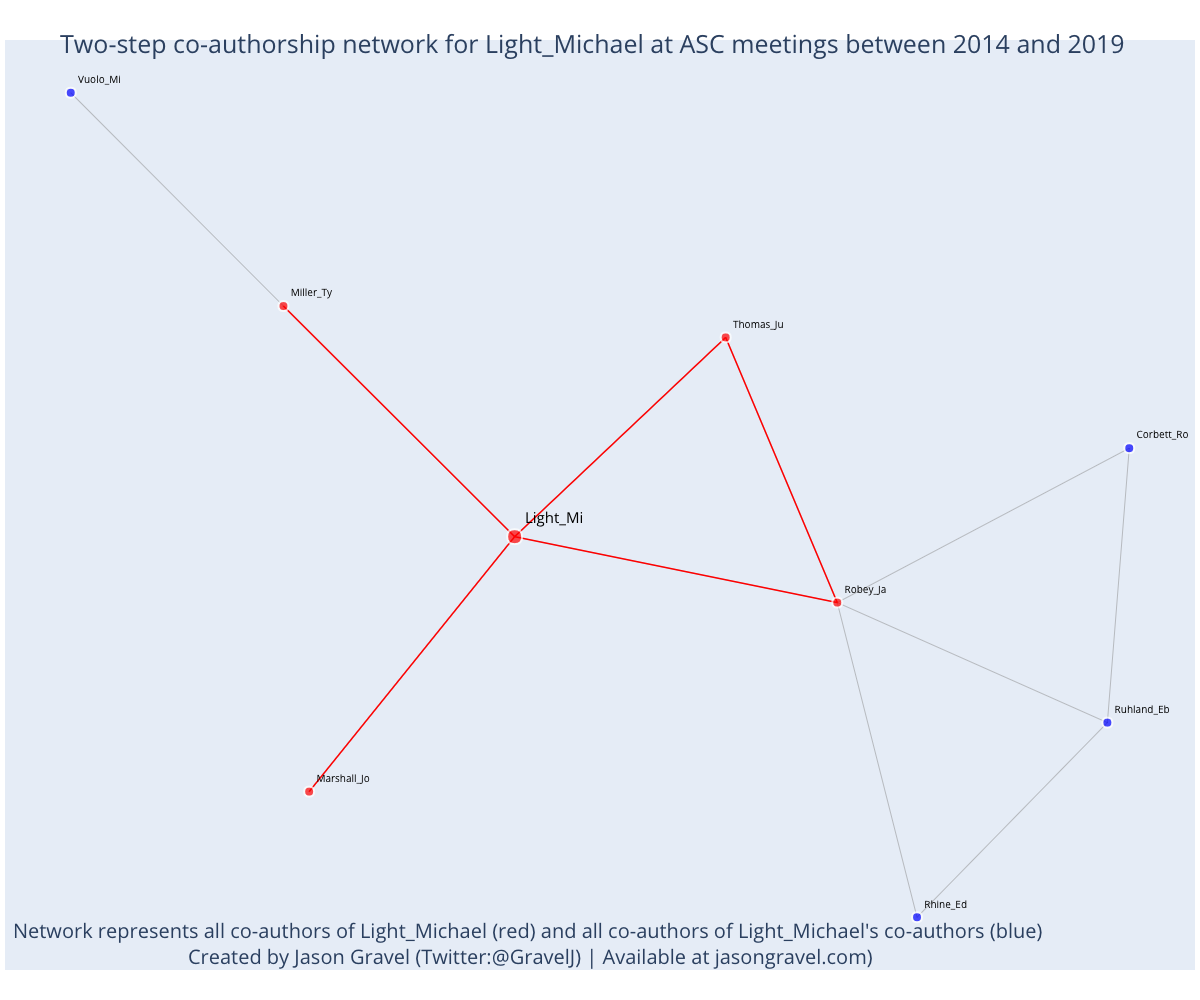 Two-step co-authorship network for Light_Michael at ASC meetings between 2014 and 2019
Vuolo_Mi
Miller_Ty
Thomas_Ju
Corbett_Ro
Light_Mi
Robey_Ja
Ruhland_Eb
Marshall_Jo
Rhine_Ed
Network represents all co-authors of Light_Michael (red) and all co-authors of Light_Michael's co-authors (blue)
Created by Jason Gravel (Twitter:@GravelJ) | Available at jasongravel.com)